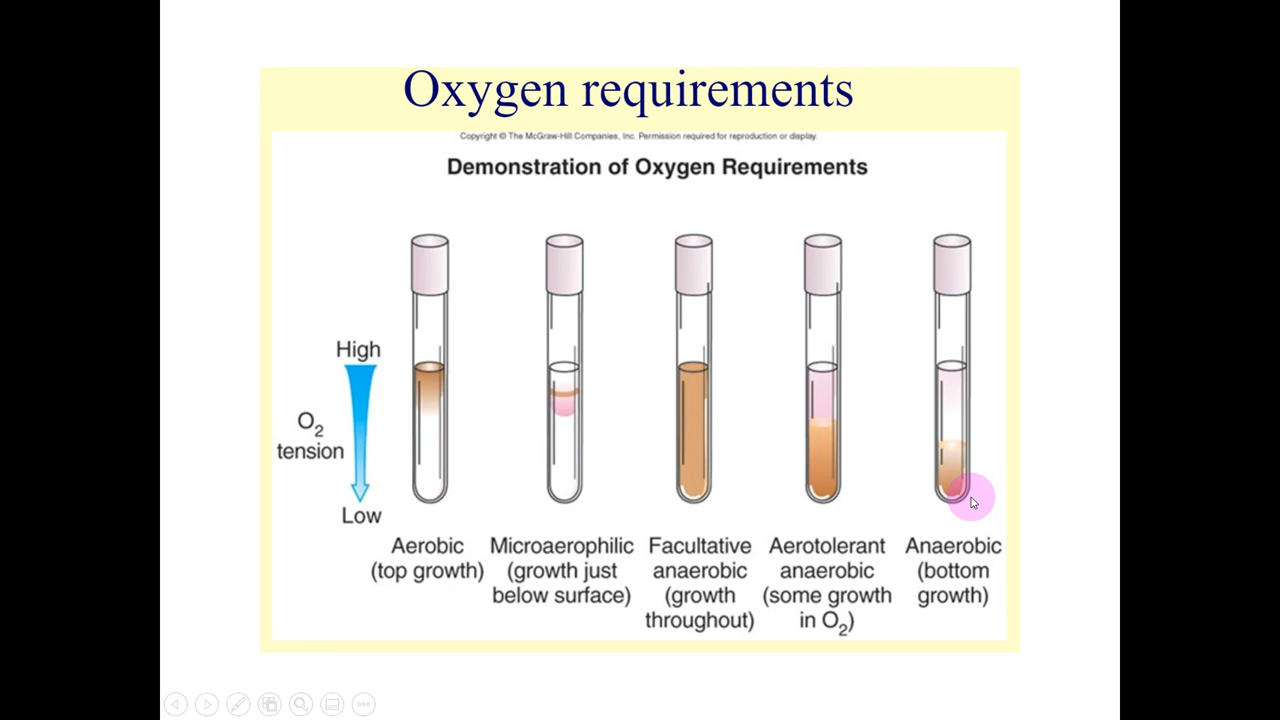 Oxygen requirements
Copyright © The McGraw-Hill Companies, Inc. Permission required for reproduction or display.
Demonstration of Oxygen Requirements
High
O2
tension
Low
Aerobic
(top growth)
Microaerophilic
(growth just
below surface)
Facultative
anaerobic
(growth
throughout)
Aerotolerant
anaerobic
(some growth
in O2)
Anaerobic
(bottom
growth)